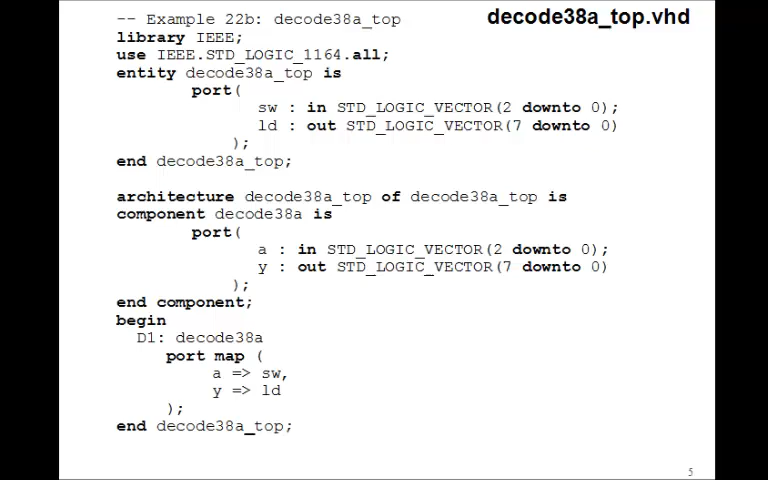 decode38a_top.vhd
-- Example 22b: decode38a_top
library IEEE;
use IEEE.STD_LOGIC_1164.all;
entity decode38a_top is
port(
sw : in STD_LOGIC_VECTOR(2 downto 0);
ld : out STD_LOGIC_VECTOR(7 downto 0)
);
end decode38a_top;
architecture decode38a_top of decode38a_top is
component decode38a is
port(
a : in STD_LOGIC_VECTOR(2 downto 0);
y : out STD_LOGIC_VECTOR(7 downto 0)
);
end component;
begin
D1: decode38a
port map (
a => sw,
y => ld
);
end decode38a_top;
5